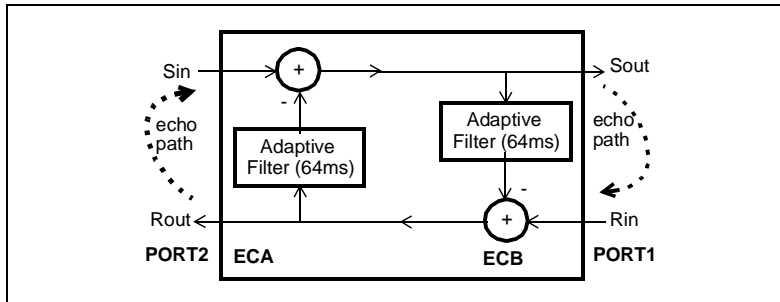 Sin
+
Sout
-
echo
path
Adaptive
Filter (64ms)
Adaptive
Filter (64ms)
echo
path
-
Rout
+
Rin
PORT2
ECA
ECB
PORT1